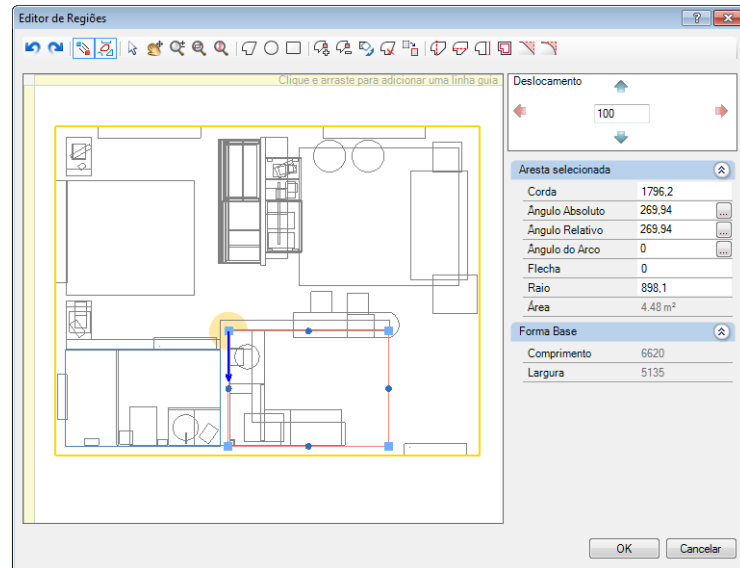 Editor de Regiões
Clique e arraste para adicionar uma linha guia
Deslocamento
100
Aresta selecionada
Corda 1796,2
Ângulo Absoluto 269,94 ...
Ângulo Relativo 269,94 ...
Ângulo do Arco 0 ...
Flecha 0
Raio 898,1
Área 4.48 m²
Forma Base
Comprimento 6620
Largura 5135
OK Cancelar